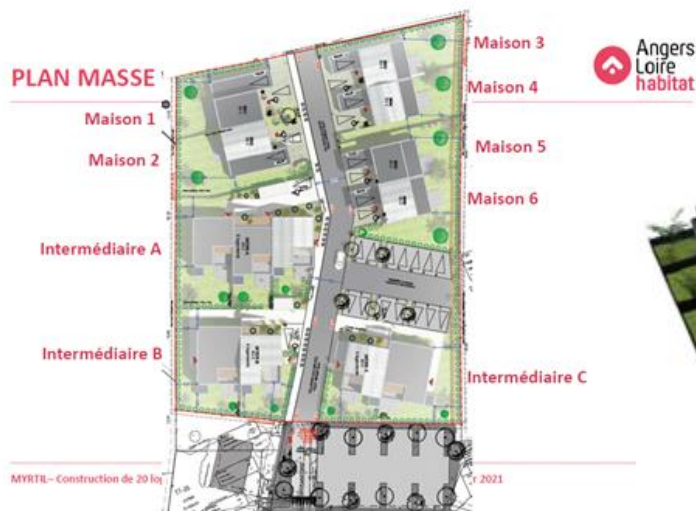 PLAN MASSE
Angers
Loire
habitat
Maison 1
Maison 2
Intermédiaire A
Intermédiaire B
Maison 3
Maison 4
Maison 5
Maison 6
Intermédiaire C
MYRTIL– Construction de 20
2021